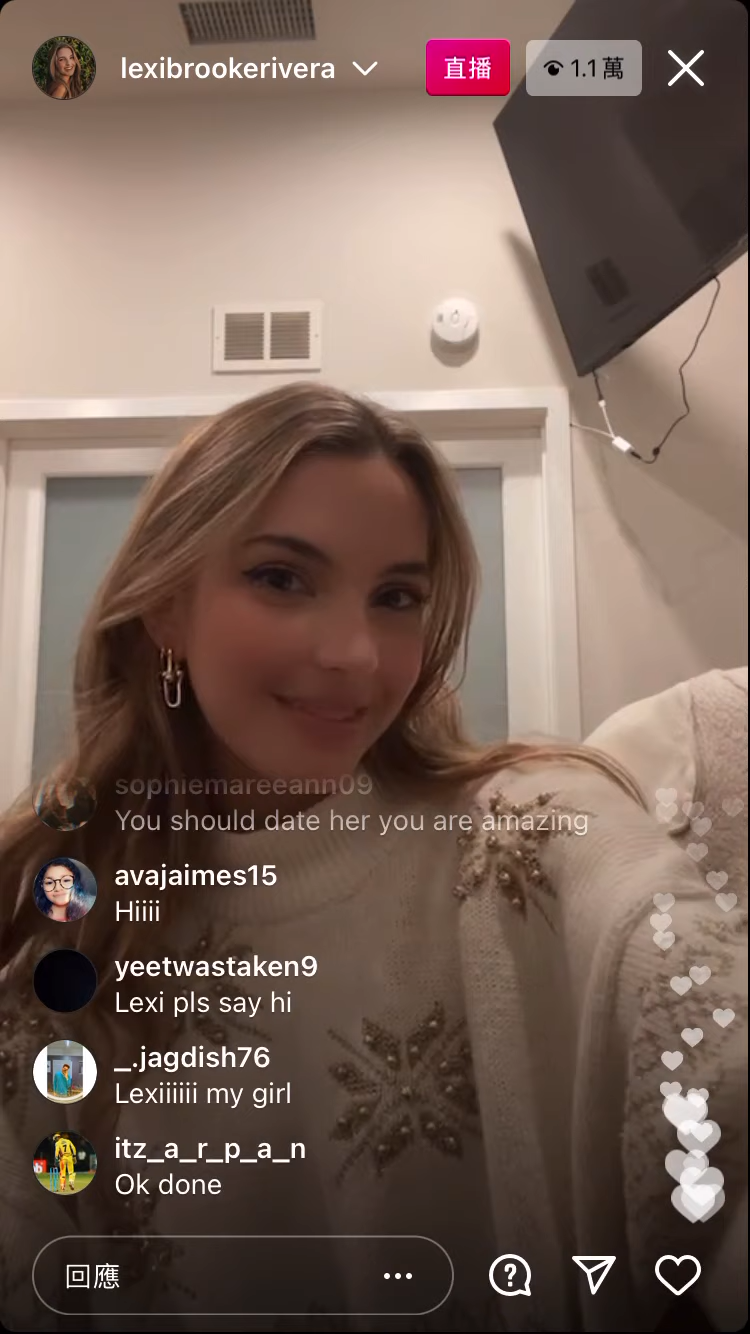 lexibrookerivera
直播
1.1萬
sophiemareeann09
You should date her you are amazing
avajaimes15
Hiiii
yeetwastaken9
Lexi pls say hi
_.jagdish76
Lexiiiiii my girl
itz_a_r_p_a_n
Ok done
回應